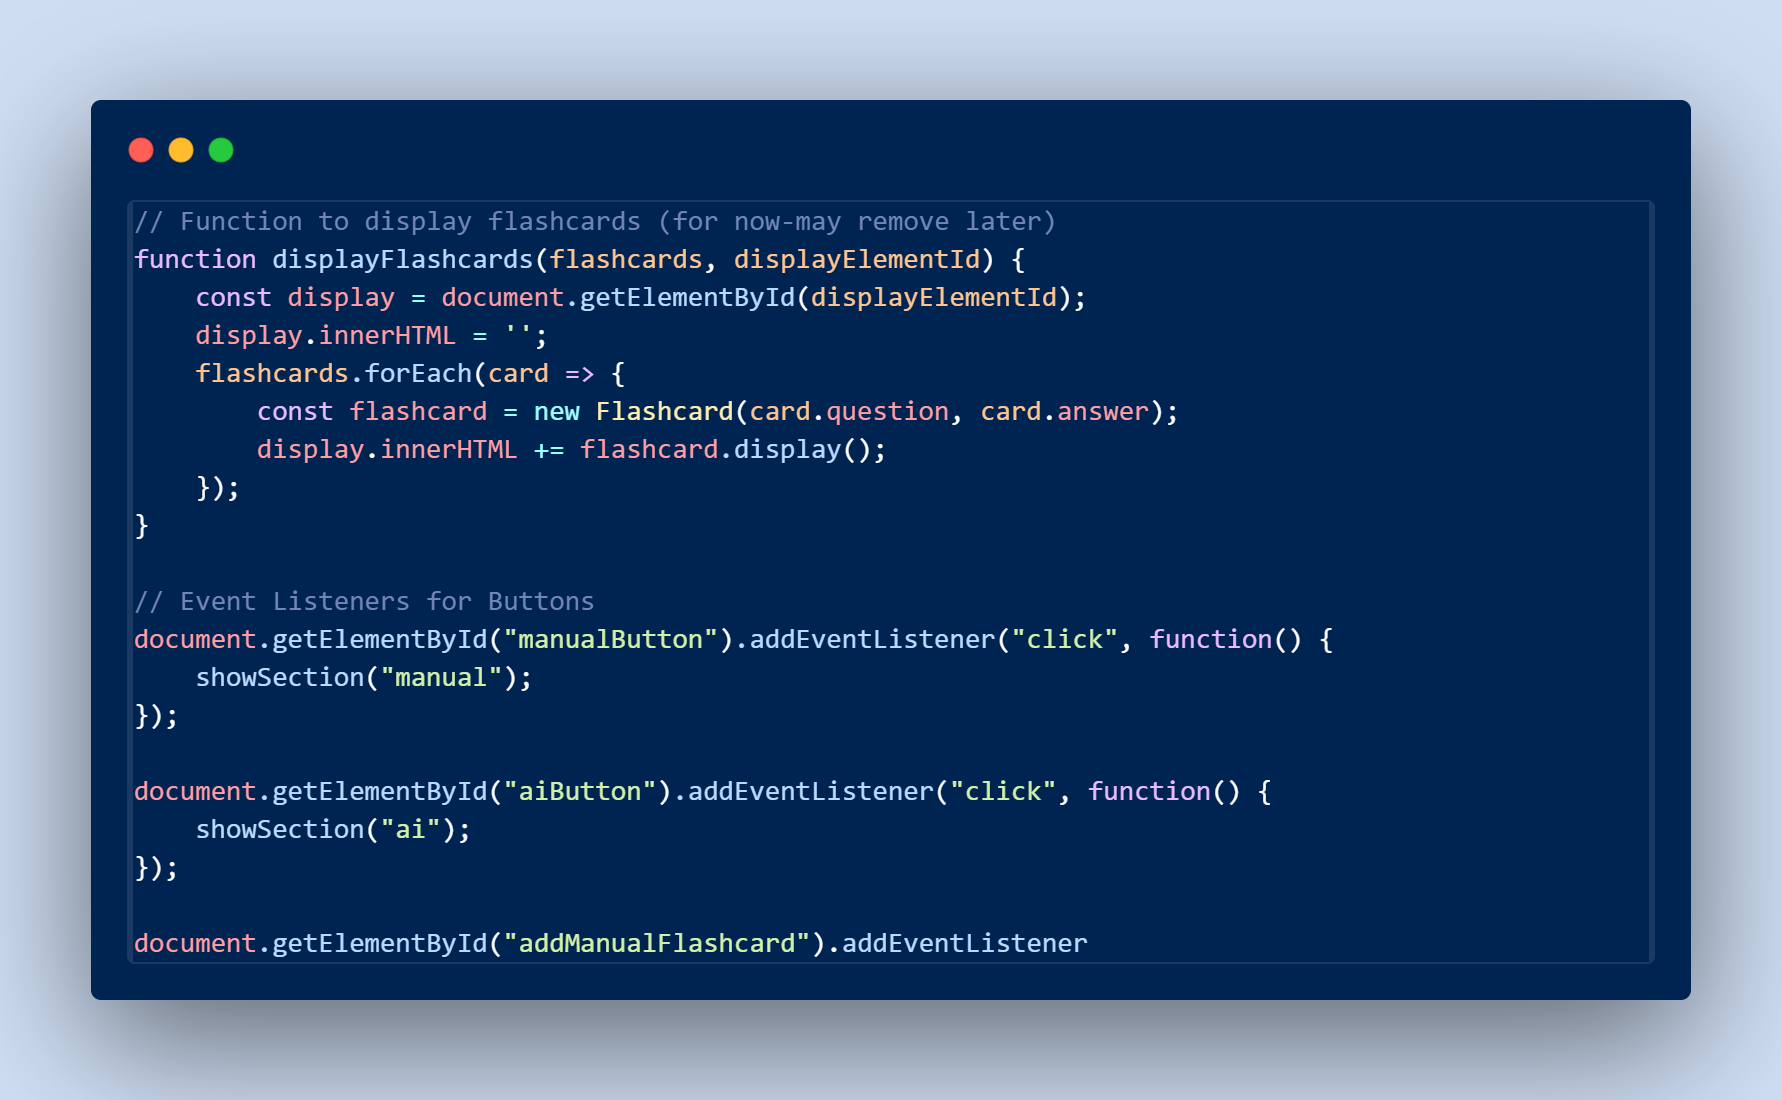 // Function to display flashcards (for now-may remove later)
function displayFlashcards(flashcards, displayElementId) {
    const display = document.getElementById(displayElementId);
    display.innerHTML = '';
    flashcards.forEach(card => {
        const flashcard = new Flashcard(card.question, card.answer);
        display.innerHTML += flashcard.display();
    });
}

// Event Listeners for Buttons
document.getElementById("manualButton").addEventListener("click", function() {
    showSection("manual");
});

document.getElementById("aiButton").addEventListener("click", function() {
    showSection("ai");
});

document.getElementById("addManualFlashcard").addEventListener